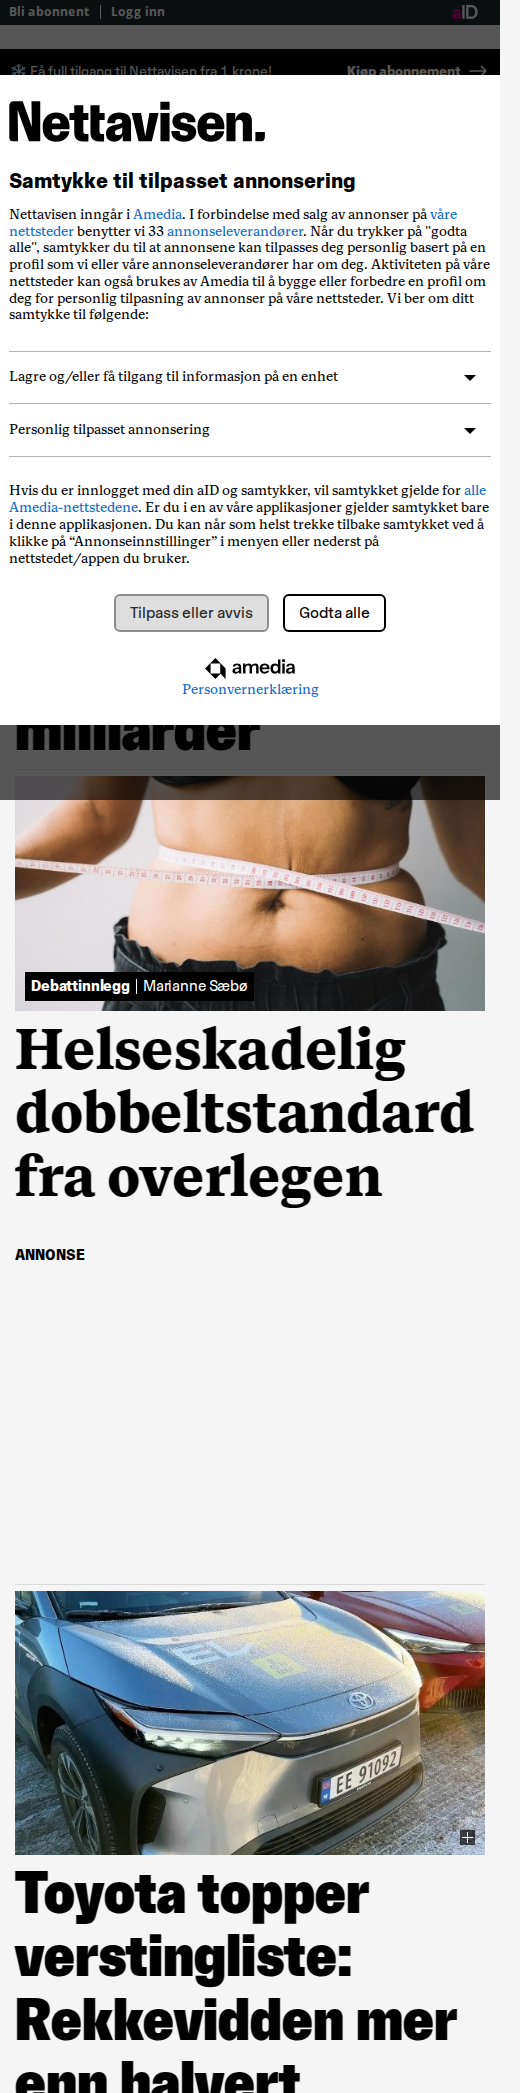 Bli abonnent | Logg inn
aID
Få full tilgang til Nettavisen fra 1 krone! Kjøp abonnement
Nettavisen.
Samtykke til tilpasset annonsering
Nettavisen inngår i Amedia. I forbindelse med salg av annonser på våre
nettsteder benytter vi 33 annonseleverandører. Når du trykker på "godta
alle", samtykker du til at annonsene kan tilpasses deg personlig basert på en
profil som vi eller våre annonseleverandører har om deg. Aktiviteten på våre
nettsteder kan også brukes av Amedia til å bygge eller forbedre en profil om
deg for personlig tilpasning av annonser på våre nettsteder. Vi ber om ditt
samtykke til følgende:
Lagre og/eller få tilgang til informasjon på en enhet
Personlig tilpasset annonsering
Hvis du er innlogget med din aID og samtykker, vil samtykket gjelde for alle
Amedia-nettstedene. Er du i en av våre applikasjoner gjelder samtykket bare
i denne applikasjonen. Du kan når som helst trekke tilbake samtykket ved å
klikke på “Annonseinnstillinger” i menyen eller nederst på
nettstedet/appen du bruker.
Tilpass eller avvis
Godta alle
amedia
Personvernerklæring
milliarder
Debattinnlegg | Marianne Sæbø
Helseskadelig
dobbeltstandard
fra overlegen
ANNONSE
EE 91092
Toyota topper
verstingliste:
Rekkevidden mer
enn halvert